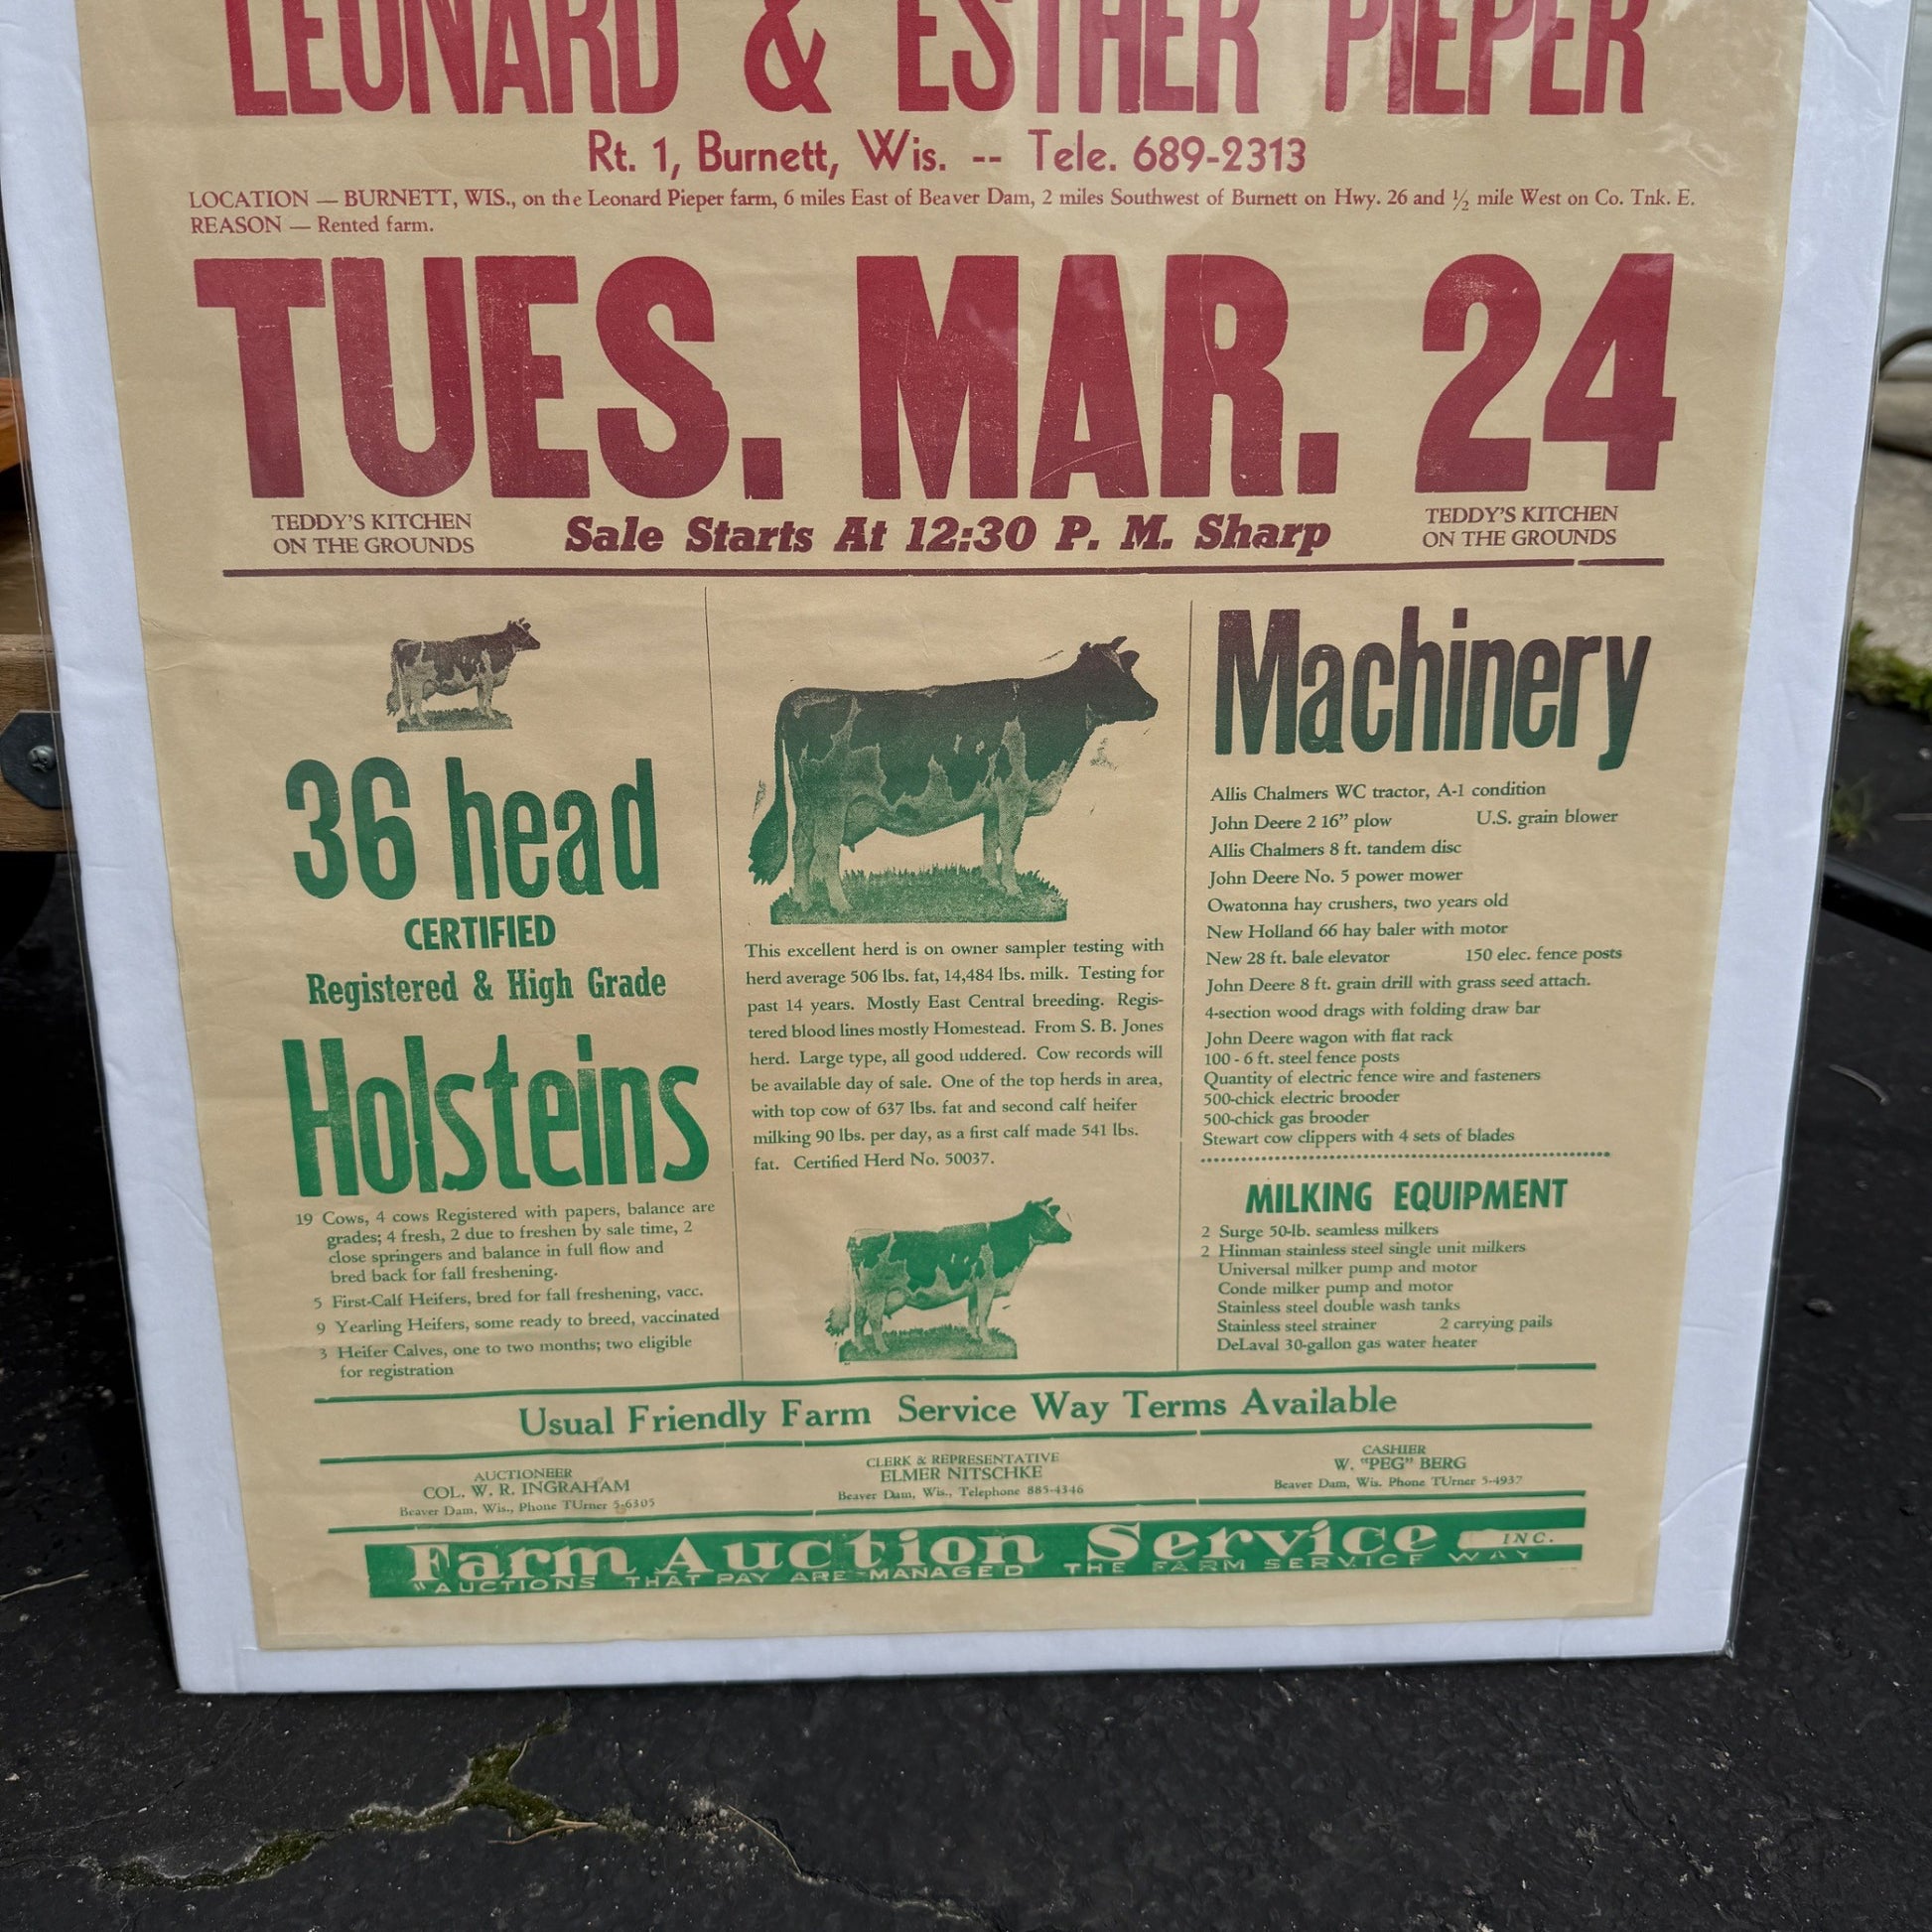 LEONARD & ESTHER PIEPER
Rt. 1, Burnett, Wis. -- Tele. 689-2313
LOCATION — BURNETT, WIS., on the Leonard Pieper farm, 6 miles East of Beaver Dam, 2 miles Southwest of Burnett on Hwy. 26 and ½ mile West on Co. Tnk. E.
REASON — Rented farm.
TUES. MAR. 24
TEDDY'S KITCHEN
ON THE GROUNDS
Sale Starts At 12:30 P. M. Sharp
TEDDY'S KITCHEN
ON THE GROUNDS
36 head
CERTIFIED
Registered & High Grade
Holsteins
19 Cows, 4 cows Registered with papers, balance are
grades; 4 fresh, 2 due to freshen by sale time, 2
close springers and balance in full flow and
bred back for fall freshening.
5 First-Calf Heifers, bred for fall freshening, vacc.
9 Yearling Heifers, some ready to breed, vaccinated
3 Heifer Calves, one to two months; two eligible
for registration
This excellent herd is on owner sampler testing with
herd average 506 lbs. fat, 14,484 lbs. milk. Testing for
past 14 years. Mostly East Central breeding. Regis-
tered blood lines mostly Homestead. From S. B. Jones
herd. Large type, all good uddered. Cow records will
be available day of sale. One of the top herds in area,
with top cow of 637 lbs. fat and second calf heifer
milking 90 lbs. per day, as a first calf made 541 lbs.
fat. Certified Herd No. 50037.
Machinery
Allis Chalmers WC tractor, A-1 condition
John Deere 2 16" plow U.S. grain blower
Allis Chalmers 8 ft. tandem disc
John Deere No. 5 power mower
Owatonna hay crushers, two years old
New Holland 66 hay baler with motor
New 28 ft. bale elevator 150 elec. fence posts
John Deere 8 ft. grain drill with grass seed attach.
4-section wood drags with folding draw bar
John Deere wagon with flat rack
100 - 6 ft. steel fence posts
Quantity of electric fence wire and fasteners
500-chick electric brooder
500-chick gas brooder
Stewart cow clippers with 4 sets of blades
MILKING EQUIPMENT
2 Surge 50-lb. seamless milkers
2 Hinman stainless steel single unit milkers
Universal milker pump and motor
Conde milker pump and motor
Stainless steel double wash tanks
Stainless steel strainer 2 carrying pails
DeLaval 30-gallon gas water heater
Usual Friendly Farm Service Way Terms Available
AUCTIONEER
COL. W. R. INGRAHAM
Beaver Dam, Wis., Phone TUrner 5-6305
CLERK & REPRESENTATIVE
ELMER NITSCHKE
Beaver Dam, Wis., Telephone 885-4346
CASHIER
W. "PEG" BERG
Beaver Dam, Wis. Phone TUrner 5-4937
Farm Auction Service INC.
"AUCTIONS THAT PAY ARE MANAGED THE FARM SERVICE WAY